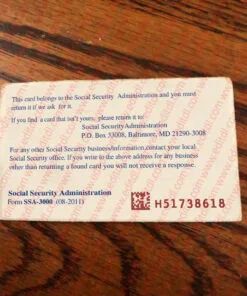 This card belongs to the Social Security Administration and you must
return it if we ask for it.
If you find a card that isn't yours, please return it to:
Social Security Administration
P.O. Box 33008, Baltimore, MD 21290-3008
For any other Social Security business/information, contact your local
Social Security office. If you write to the above address for any business
other than returning a found card you will not receive a response.
Social Security Administration
Form SSA-3000 (08-2011)
H51738618